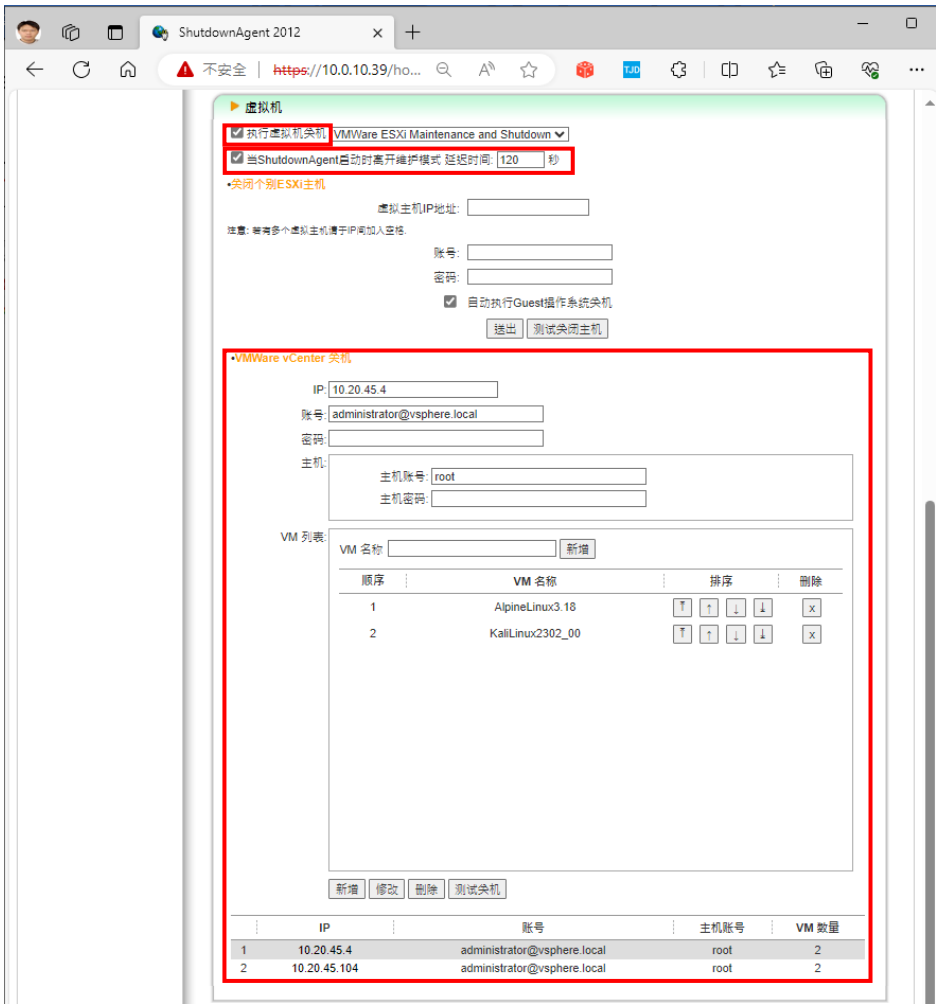 ShutdownAgent 2012
不安全 | https://10.0.10.39/ho...
TJD
虚拟机
执行虚拟机关机 VMWare ESXi Maintenance and Shutdown
当ShutdownAgent启动时离开维护模式 延迟时间: 120 秒
•关闭个别ESXi主机
虚拟主机IP地址:
注意: 若有多个虚拟主机请于IP间加入空格.
账号:
密码:
自动执行Guest操作系统关机
送出 测试关闭主机
•VMWare vCenter 关机
IP: 10.20.45.4
账号: administrator@vsphere.local
密码:
主机:
主机账号: root
主机密码:
VM 列表:
VM 名称 新增
顺序 VM 名称 排序 删除
1 AlpineLinux3.18 ⤒ ↑ ↓ ⤓ x
2 KaliLinux2302_00 ⤒ ↑ ↓ ⤓ x
新增 修改 删除 测试关机
IP 账号 主机账号 VM 数量
1 10.20.45.4 administrator@vsphere.local root 2
2 10.20.45.104 administrator@vsphere.local root 2